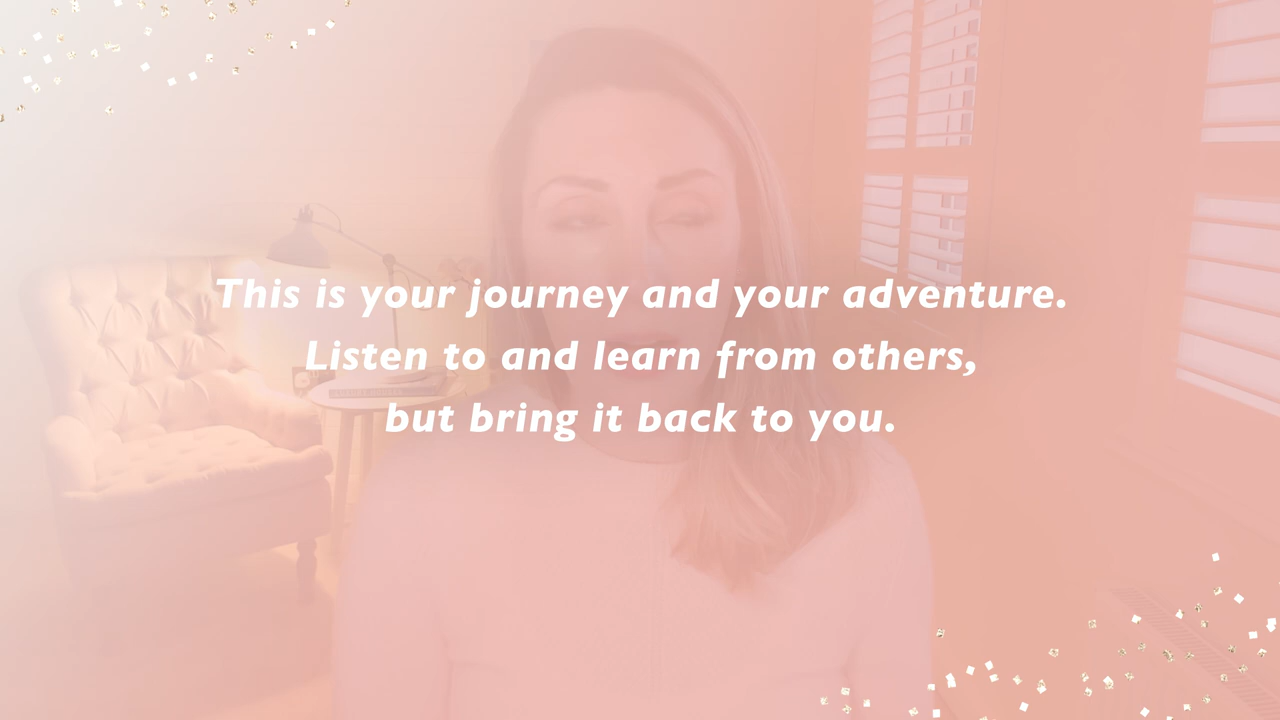 This is your journey and your adventure.
Listen to and learn from others,
but bring it back to you.